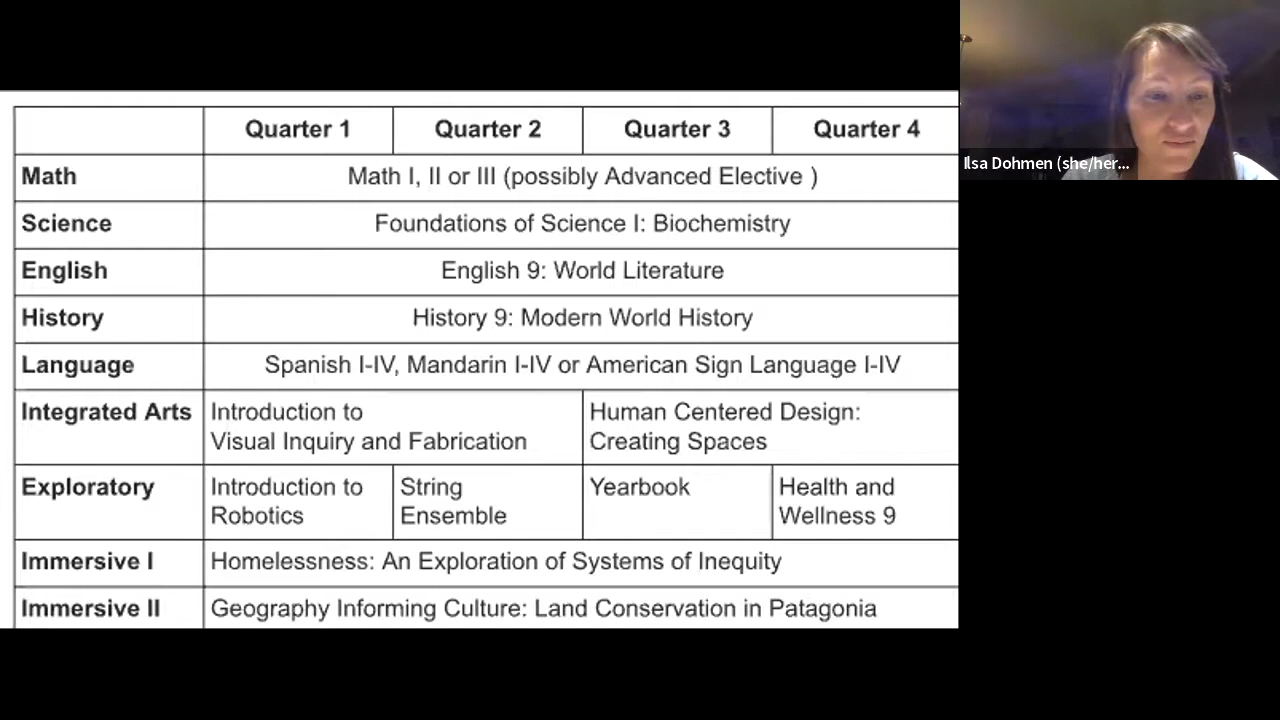 Quarter 1 Quarter 2 Quarter 3 Quarter 4
Math Math I, II or III (possibly Advanced Elective )
Science Foundations of Science I: Biochemistry
English English 9: World Literature
History History 9: Modern World History
Language Spanish I-IV, Mandarin I-IV or American Sign Language I-IV
Integrated Arts Introduction to Human Centered Design:
Visual Inquiry and Fabrication Creating Spaces
Exploratory Introduction to String Yearbook Health and
Robotics Ensemble Wellness 9
Immersive I Homelessness: An Exploration of Systems of Inequity
Immersive II Geography Informing Culture: Land Conservation in Patagonia
Ilsa Dohmen (she/her...